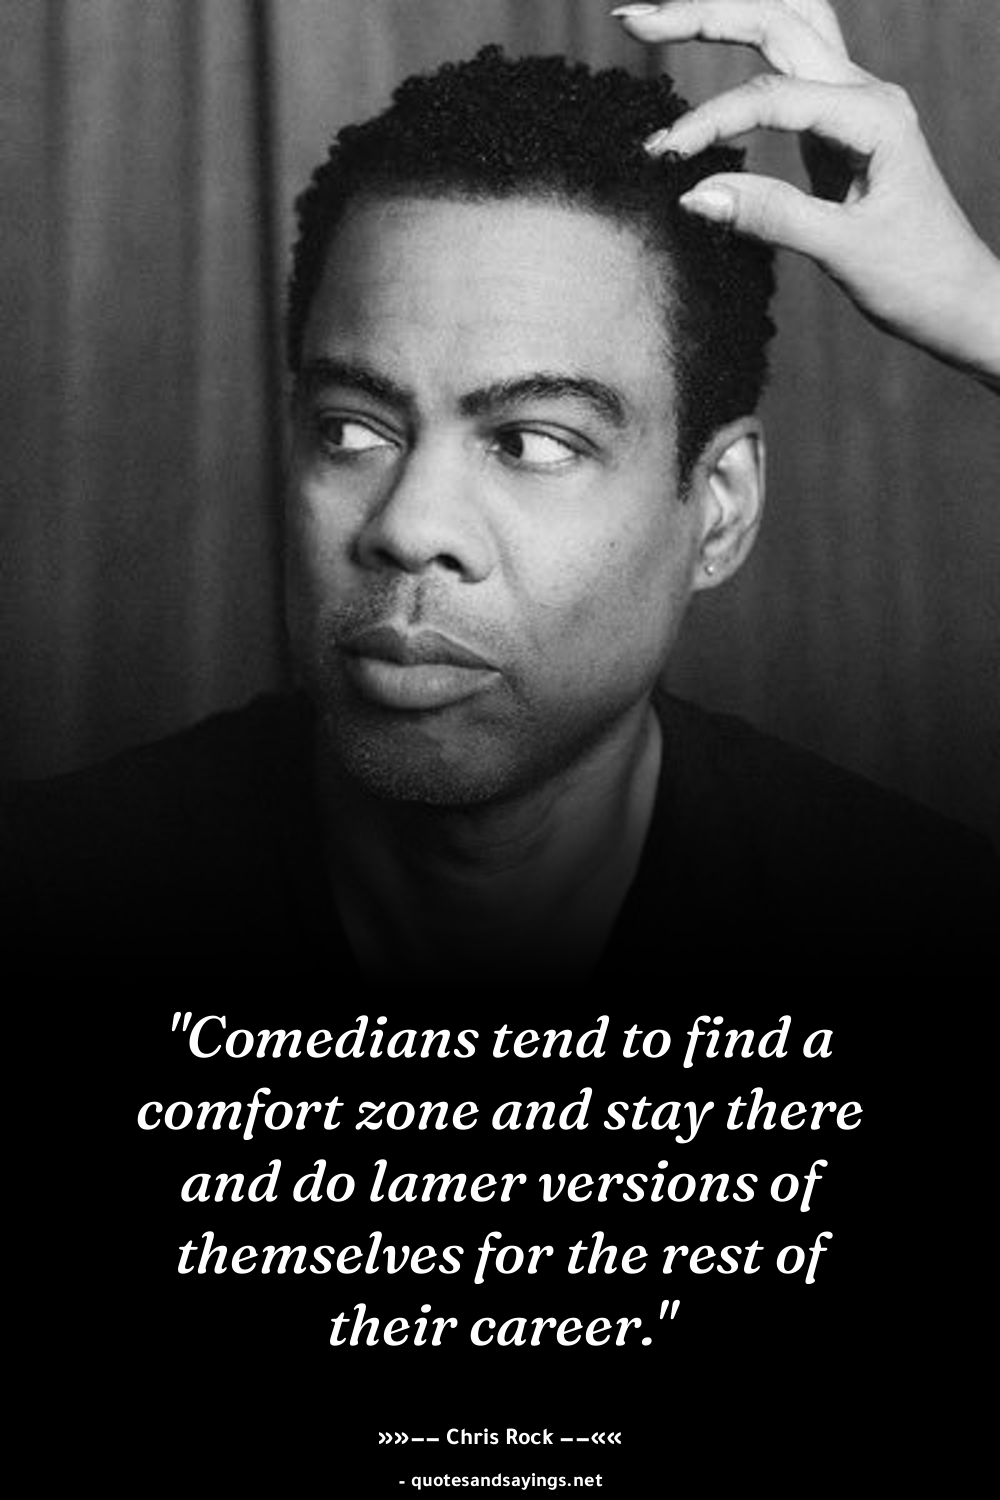 "Comedians tend to find a
comfort zone and stay there
and do lamer versions of
themselves for the rest of
their career."
»»–– Chris Rock ––««
- quotesandsayings.net